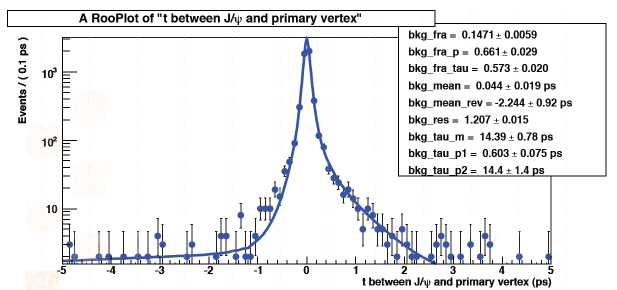 A RooPlot of "t between J/ψ and primary vertex"
bkg_fra = 0.1471 ± 0.0059
bkg_fra_p = 0.661 ± 0.029
bkg_fra_tau = 0.573 ± 0.020
bkg_mean = 0.044 ± 0.019 ps
bkg_mean_rev = -2.244 ± 0.92 ps
bkg_res = 1.207 ± 0.015
bkg_tau_m = 14.39 ± 0.78 ps
bkg_tau_p1 = 0.603 ± 0.075 ps
bkg_tau_p2 = 14.4 ± 1.4 ps
Events / ( 0.1 ps )
10³
10²
10
-5 -4 -3 -2 -1 0 1 2 3 4 5
t between J/ψ and primary vertex (ps)